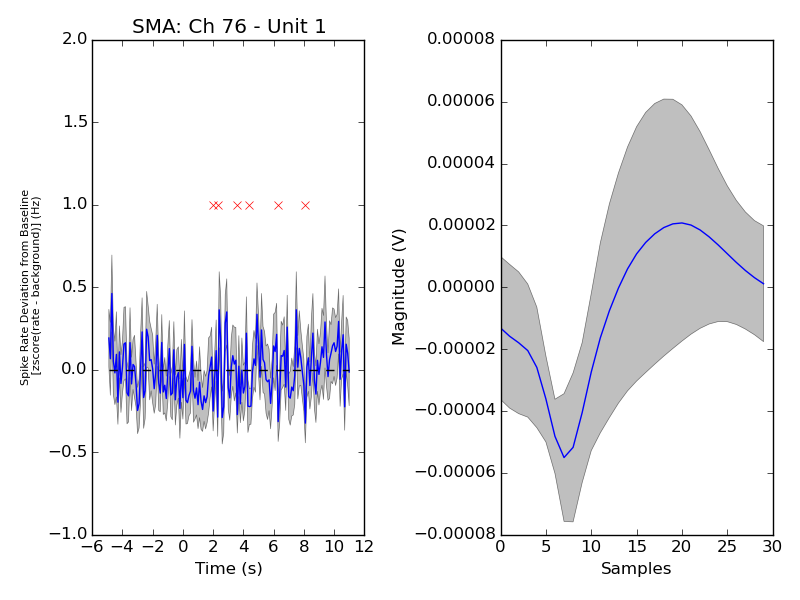 SMA: Ch 76 - Unit 1
2.0
1.5
1.0
0.5
0.0
−0.5
−1.0
−6 −4 −2 0 2 4 6 8 10 12
Time (s)
Spike Rate Deviation from Baseline
[zscore(rate - background)] (Hz)
0.00008
0.00006
0.00004
0.00002
0.00000
−0.00002
−0.00004
−0.00006
−0.00008
0 5 10 15 20 25 30
Samples
Magnitude (V)